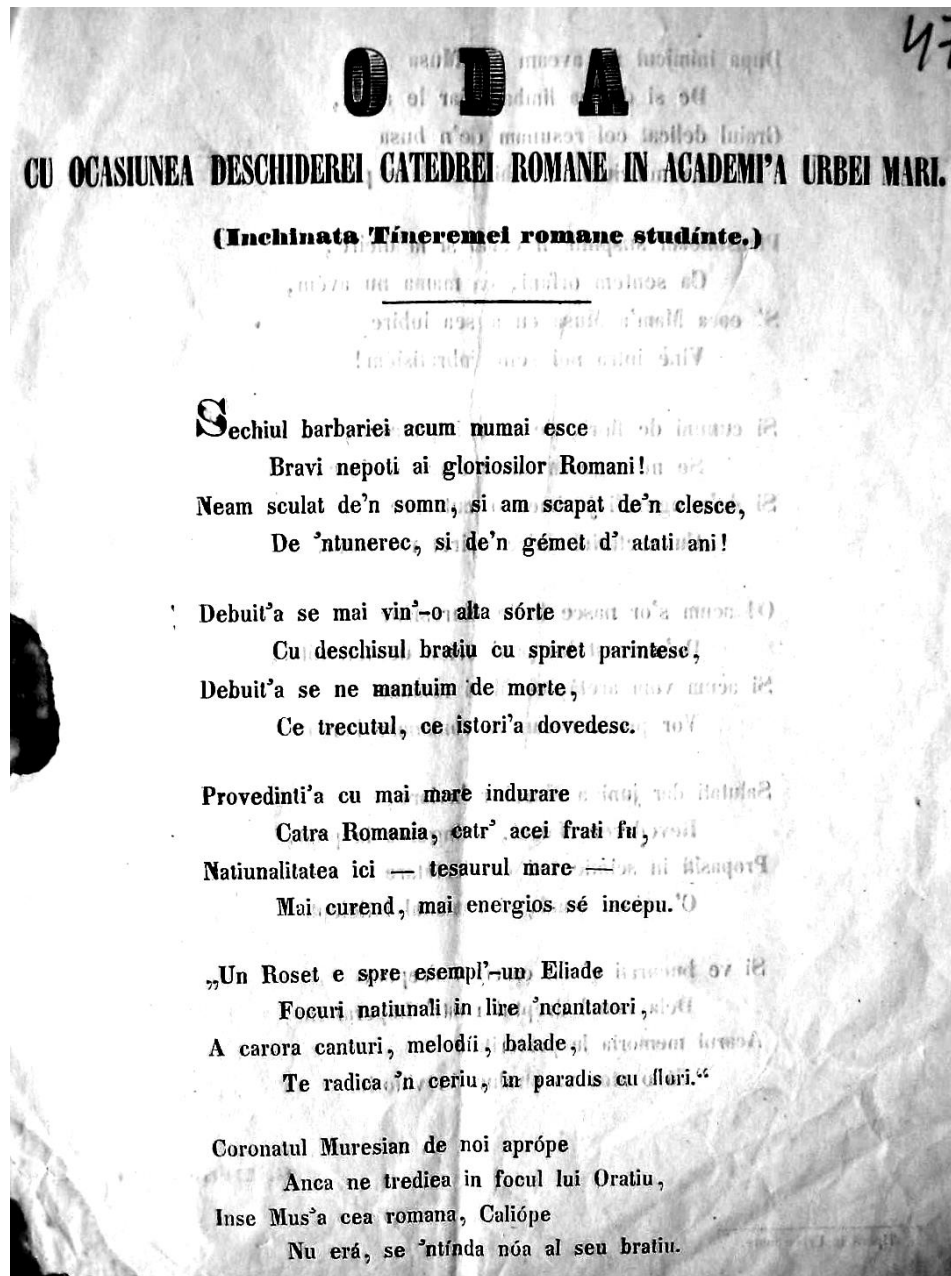 47
ODA
CU OCASIUNEA DESCHIDEREI CATEDREI ROMANE IN ACADEMI'A URBEI MARI.
(Inchinata Tíneremei romane studínte.)
Sechiul barbariei acum numai esce
Bravi nepoti ai gloriosilor Romani!
Neam sculat de'n somn, si am scapat de'n clesce,
De 'ntunerec, si de'n gémet d' atati ani!
Debuit'a se mai vin'-o alta sórte
Cu deschisul bratiu cu spiret parintesc,
Debuit'a se ne mantuim de morte,
Ce trecutul, ce istori'a dovedesc.
Provedinti'a cu mai mare indurare
Catra Romania, catr' acei frati fu,
Natiunalitatea ici — tesaurul mare —
Mai curend, mai energios sé incepu.
„Un Roset e spre esempl'-un Eliade
Focuri natiunali in lire 'ncantatori,
A carora canturi, melodíi, balade,
Te radica 'n ceriu, in paradis cu flori.“
Coronatul Muresian de noi aprópe
Anca ne trediea in focul lui Oratiu,
Inse Mus'a cea romana, Caliópe
Nu erá, se 'ntínda nóa al seu bratiu.